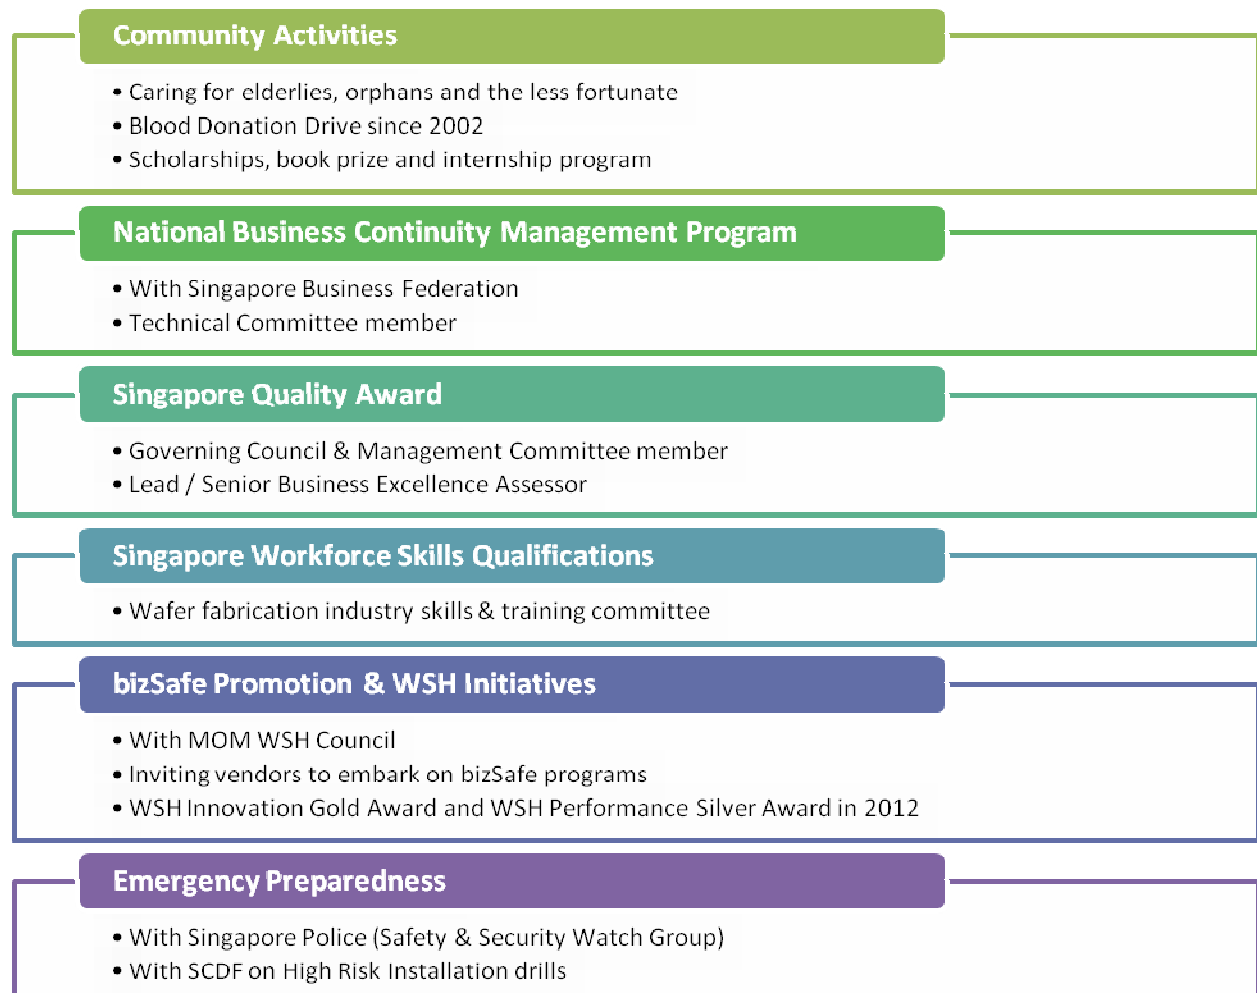 Community Activities
• Caring for elderlies, orphans and the less fortunate
• Blood Donation Drive since 2002
• Scholarships, book prize and internship program
National Business Continuity Management Program
• With Singapore Business Federation
• Technical Committee member
Singapore Quality Award
• Governing Council & Management Committee member
• Lead / Senior Business Excellence Assessor
Singapore Workforce Skills Qualifications
• Wafer fabrication industry skills & training committee
bizSafe Promotion & WSH Initiatives
• With MOM WSH Council
• Inviting vendors to embark on bizSafe programs
• WSH Innovation Gold Award and WSH Performance Silver Award in 2012
Emergency Preparedness
• With Singapore Police (Safety & Security Watch Group)
• With SCDF on High Risk Installation drills